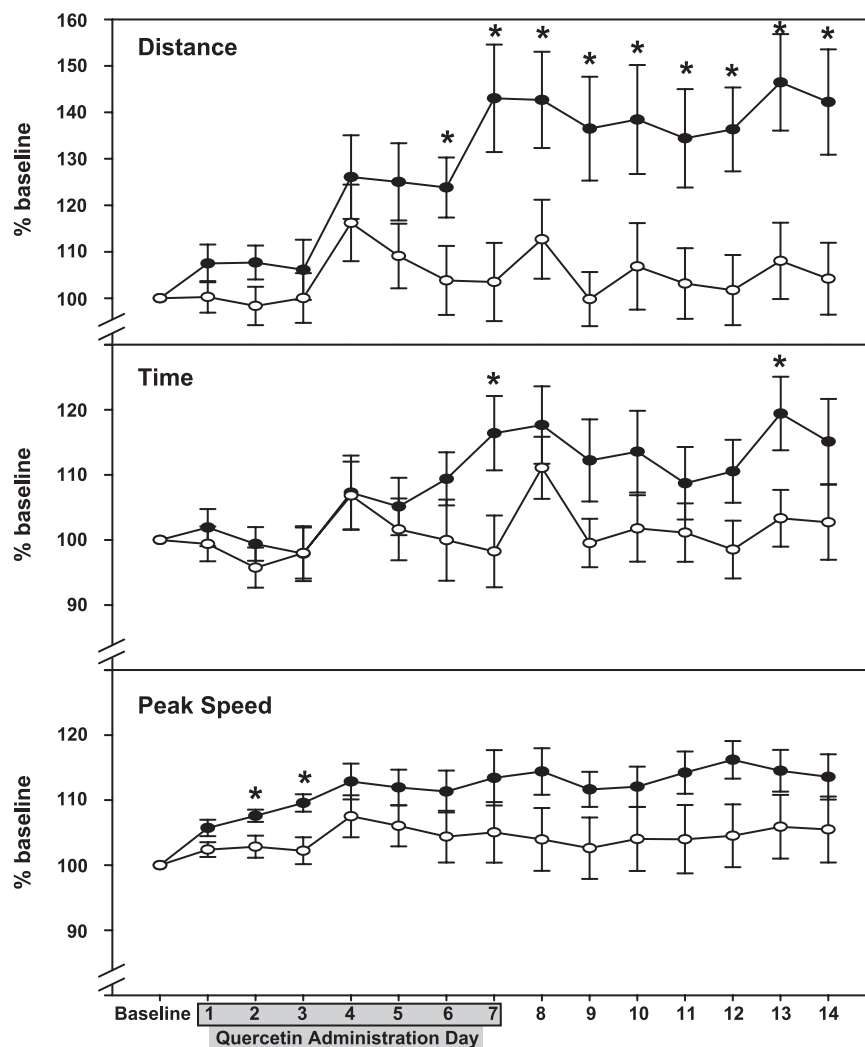 160
Distance
* * * * * * * * *
150
140
130
120
110
100
% baseline
Time
* *
120
110
100
90
% baseline
Peak Speed
* *
120
110
100
90
% baseline
Baseline 1 2 3 4 5 6 7 8 9 10 11 12 13 14
Quercetin Administration Day